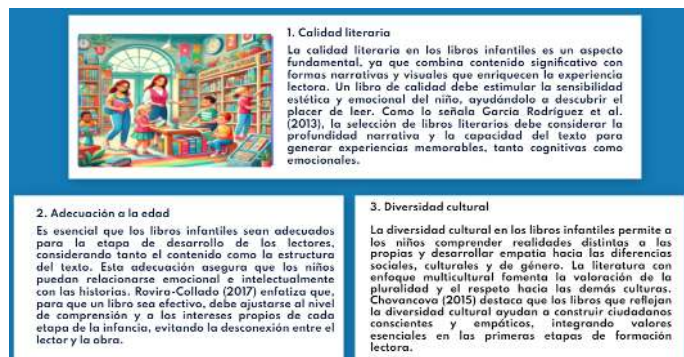 1. Calidad literaria
La calidad literaria en los libros infantiles es un aspecto
fundamental, ya que combina contenido significativo con
formas narrativas y visuales que enriquecen la experiencia
lectora. Un libro de calidad debe estimular la sensibilidad
estética y emocional del niño, ayudándolo a descubrir el
placer de leer. Como lo señala García Rodríguez et al.
(2013), la selección de libros literarios debe considerar la
profundidad narrativa y la capacidad del texto para
generar experiencias memorables, tanto cognitivas como
emocionales.
2. Adecuación a la edad
Es esencial que los libros infantiles sean adecuados
para la etapa de desarrollo de los lectores,
considerando tanto el contenido como la estructura
del texto. Esta adecuación asegura que los niños
puedan relacionarse emocional e intelectualmente
con las historias. Rovira-Collado (2017) enfatiza que,
para que un libro sea efectivo, debe ajustarse al nivel
de comprensión y a los intereses propios de cada
etapa de la infancia, evitando la desconexión entre el
lector y la obra.
3. Diversidad cultural
La diversidad cultural en los libros infantiles permite a
los niños comprender realidades distintas a las
propias y desarrollar empatía hacia las diferencias
sociales, culturales y de género. La literatura con
enfoque multicultural fomenta la valoración de la
pluralidad y el respeto hacia las demás culturas.
Chovancova (2015) destaca que los libros que reflejan
la diversidad cultural ayudan a construir ciudadanos
conscientes y empáticos, integrando valores
esenciales en las primeras etapas de formación
lectora.